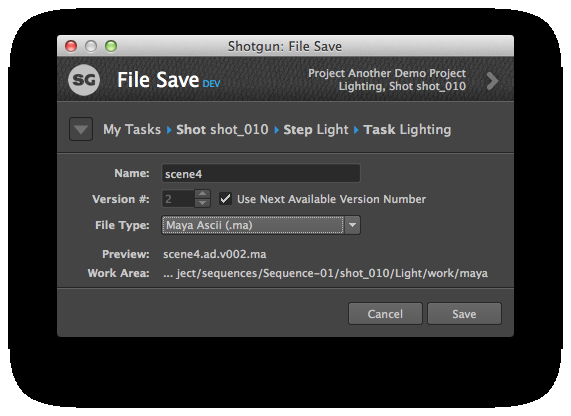 Shotgun: File Save
SG File Save DEV
Project Another Demo Project
Lighting, Shot shot_010
My Tasks Shot shot_010 Step Light Task Lighting
Name: scene4
Version #: 2 Use Next Available Version Number
File Type: Maya Ascii (.ma)
Preview: scene4.ad.v002.ma
Work Area: ... ject/sequences/Sequence-01/shot_010/Light/work/maya
Cancel Save